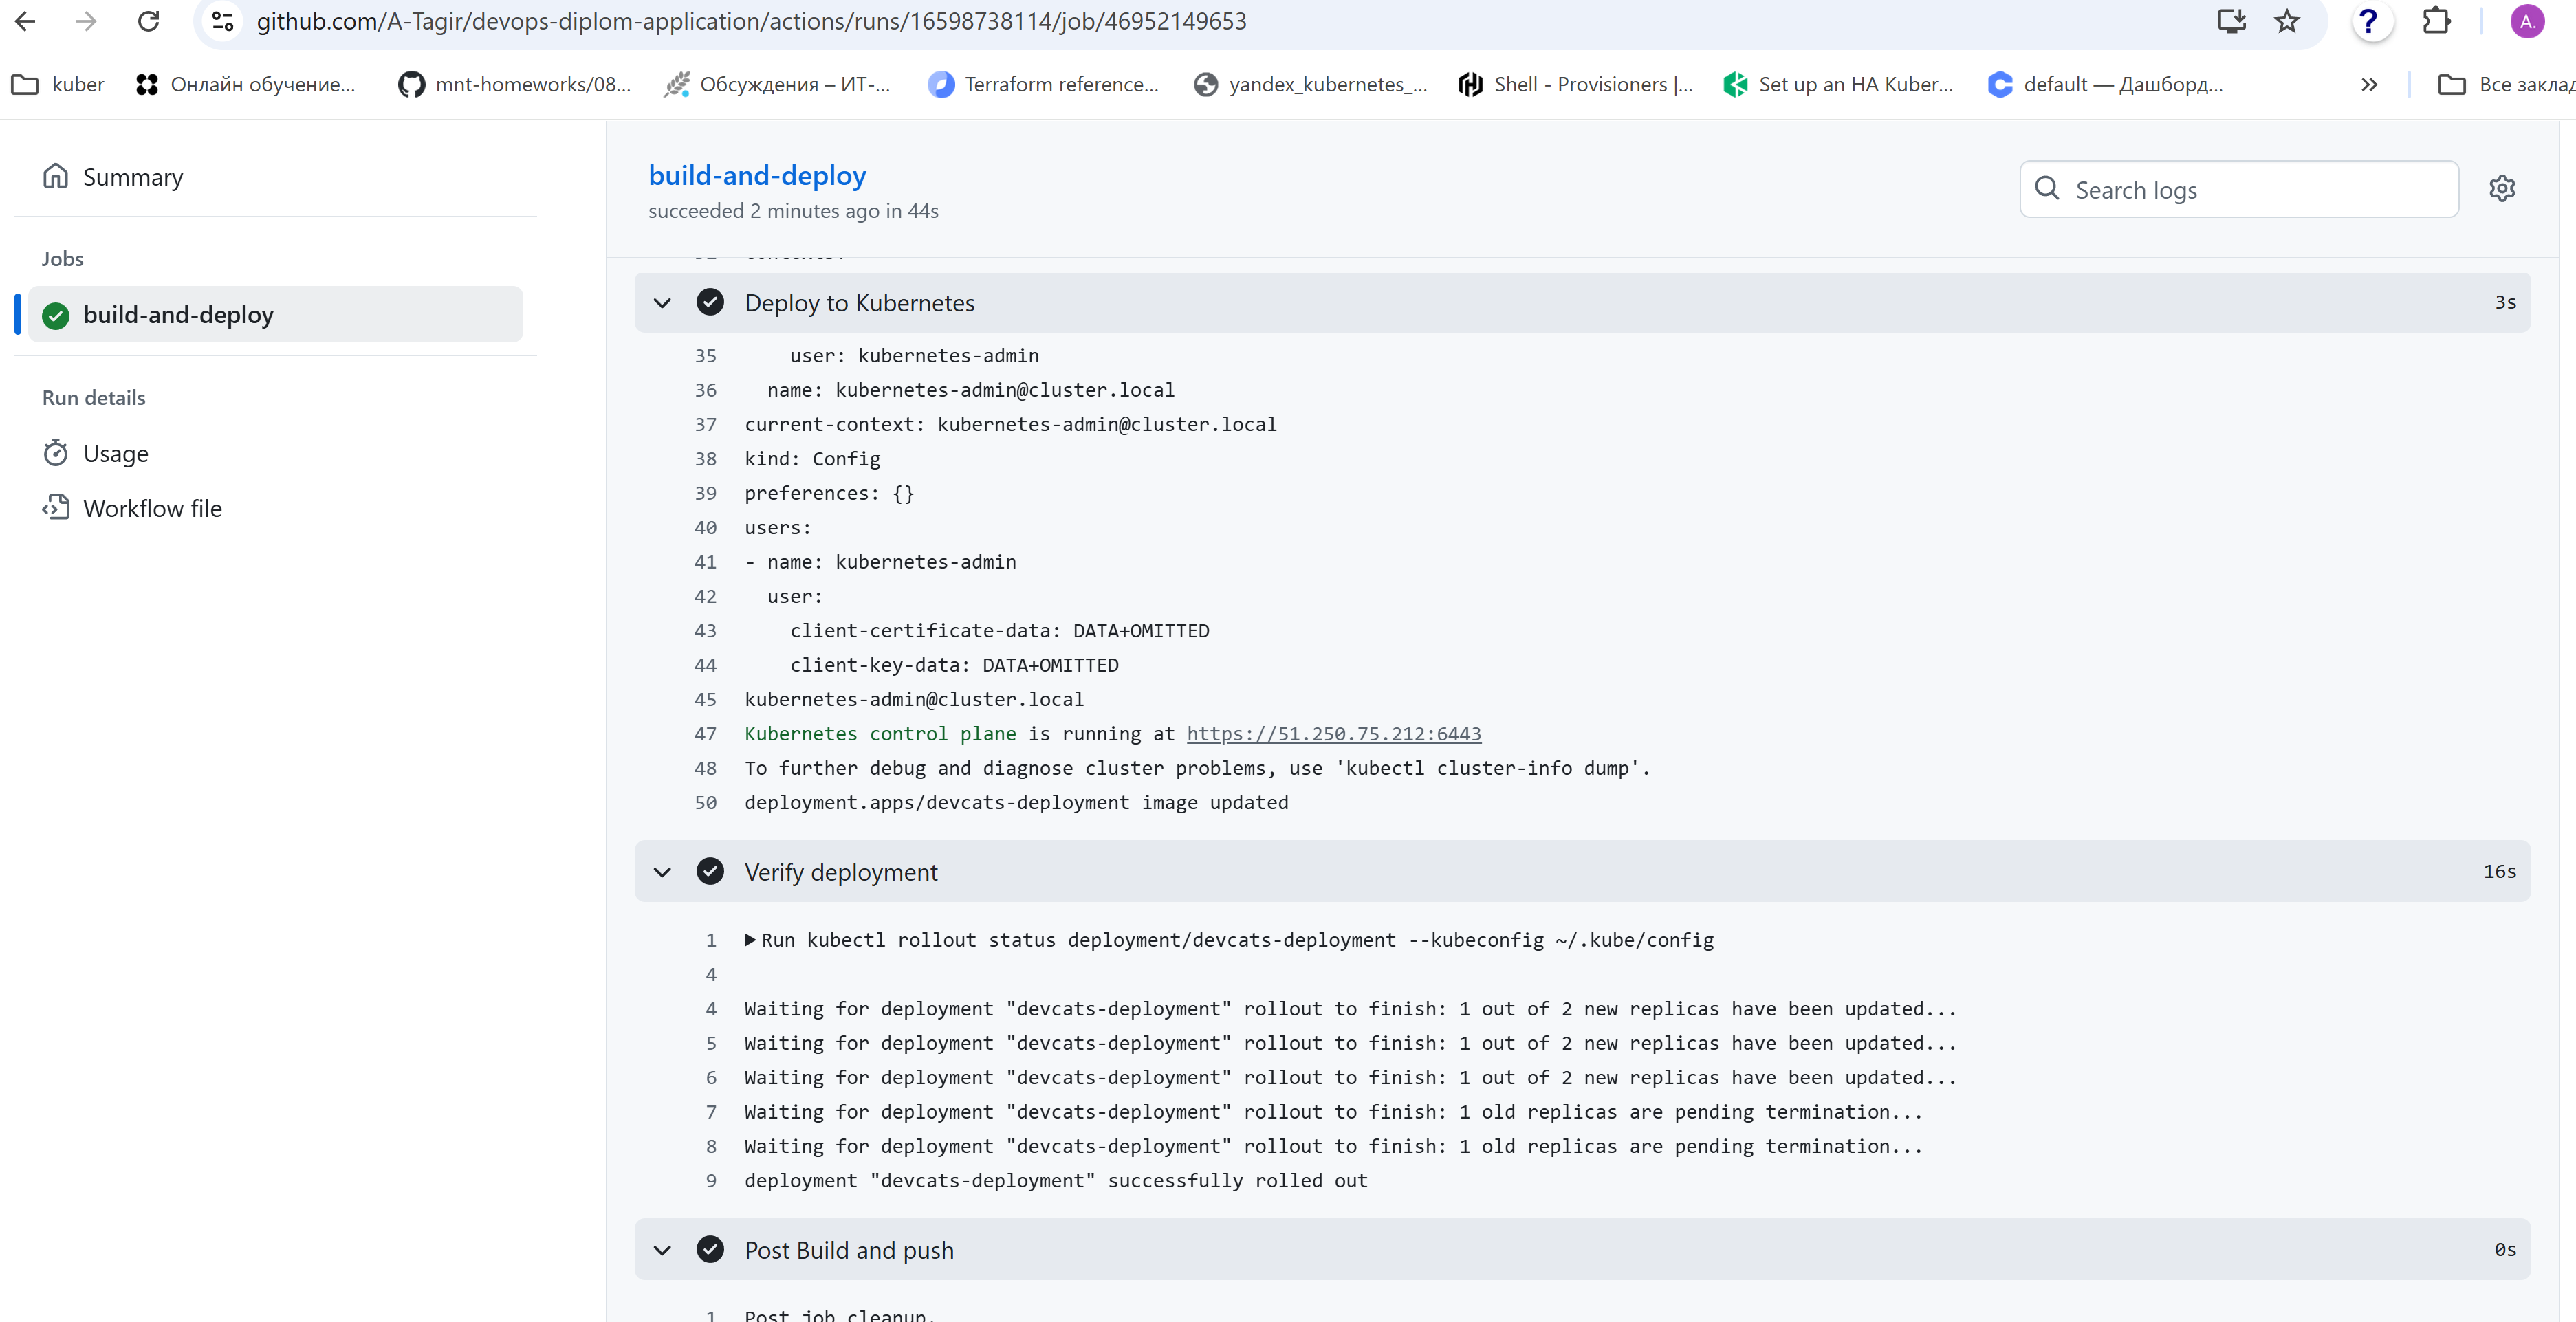 github.com/A-Tagir/devops-diplom-application/actions/runs/16598738114/job/46952149653
? A.
kuber Онлайн обучение... mnt-homeworks/08... Обсуждения – ИТ-... Terraform reference... yandex_kubernetes_... Shell - Provisioners |... Set up an HA Kuber... default — Дашборд... » Все заклад
Summary
Jobs
build-and-deploy
Run details
Usage
Workflow file
build-and-deploy
succeeded 2 minutes ago in 44s
Search logs
Deploy to Kubernetes 3s
35 user: kubernetes-admin
36 name: kubernetes-admin@cluster.local
37 current-context: kubernetes-admin@cluster.local
38 kind: Config
39 preferences: {}
40 users:
41 - name: kubernetes-admin
42 user:
43 client-certificate-data: DATA+OMITTED
44 client-key-data: DATA+OMITTED
45 kubernetes-admin@cluster.local
47 Kubernetes control plane is running at https://51.250.75.212:6443
48 To further debug and diagnose cluster problems, use 'kubectl cluster-info dump'.
50 deployment.apps/devcats-deployment image updated
Verify deployment 16s
1 Run kubectl rollout status deployment/devcats-deployment --kubeconfig ~/.kube/config
4
4 Waiting for deployment "devcats-deployment" rollout to finish: 1 out of 2 new replicas have been updated...
5 Waiting for deployment "devcats-deployment" rollout to finish: 1 out of 2 new replicas have been updated...
6 Waiting for deployment "devcats-deployment" rollout to finish: 1 out of 2 new replicas have been updated...
7 Waiting for deployment "devcats-deployment" rollout to finish: 1 old replicas are pending termination...
8 Waiting for deployment "devcats-deployment" rollout to finish: 1 old replicas are pending termination...
9 deployment "devcats-deployment" successfully rolled out
Post Build and push 0s
1 Post job cleanup.